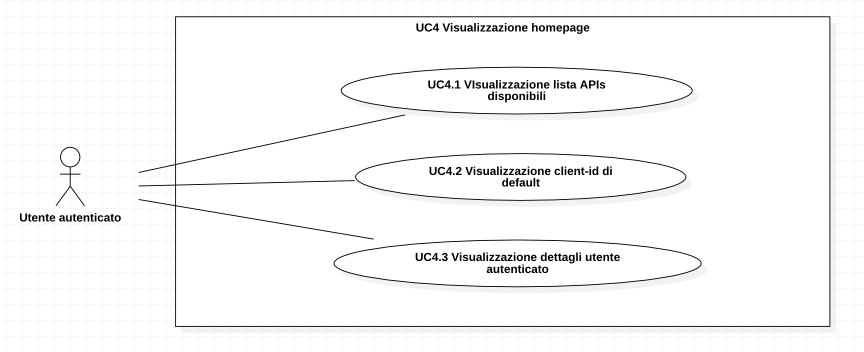 UC4 Visualizzazione homepage
UC4.1 VIsualizzazione lista APIs
disponibili
UC4.2 Visualizzazione client-id di
default
Utente autenticato
UC4.3 Visualizzazione dettagli utente
autenticato